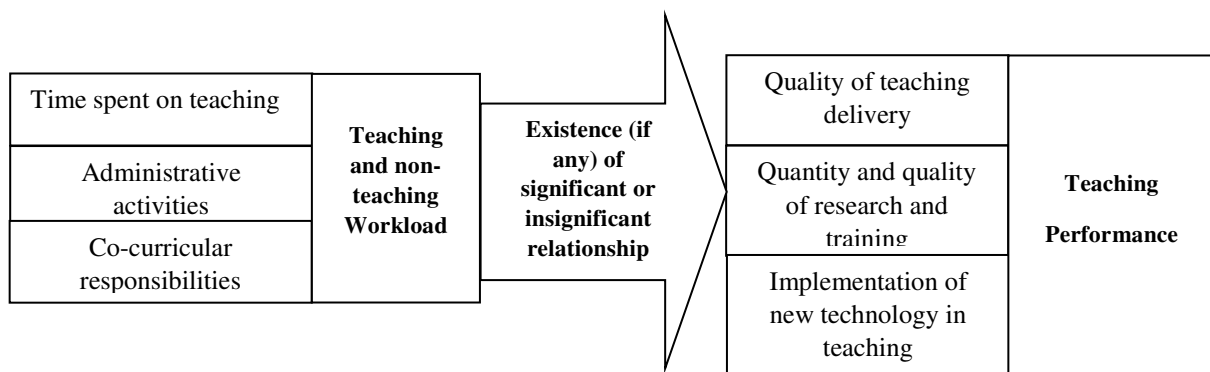 Time spent on teaching
Administrative
activities
Co-curricular
responsibilities
Teaching
and non-
teaching
Workload
Existence (if
any) of
significant or
insignificant
relationship
Quality of teaching
delivery
Quantity and quality
of research and
training
Implementation of
new technology in
teaching
Teaching
Performance